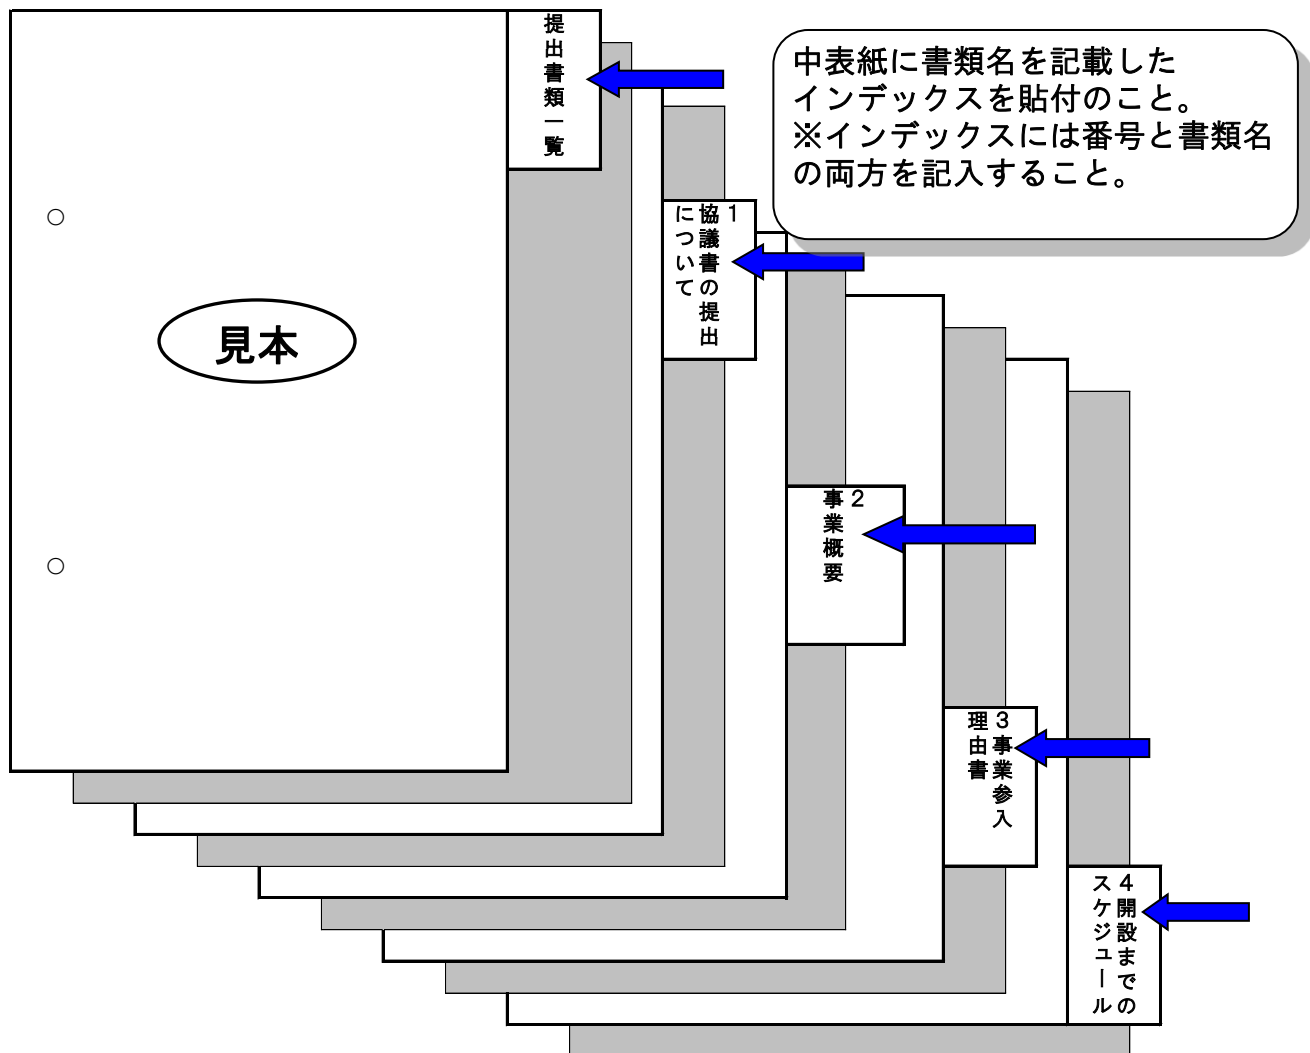 提出書類一覧
中表紙に書類名を記載した
インデックスを貼付のこと。
※インデックスには番号と書類名
の両方を記入すること。
1
協議書の提出
について
見本
2
事業概要
3事業参入
理由書
4開設までの
スケジュール